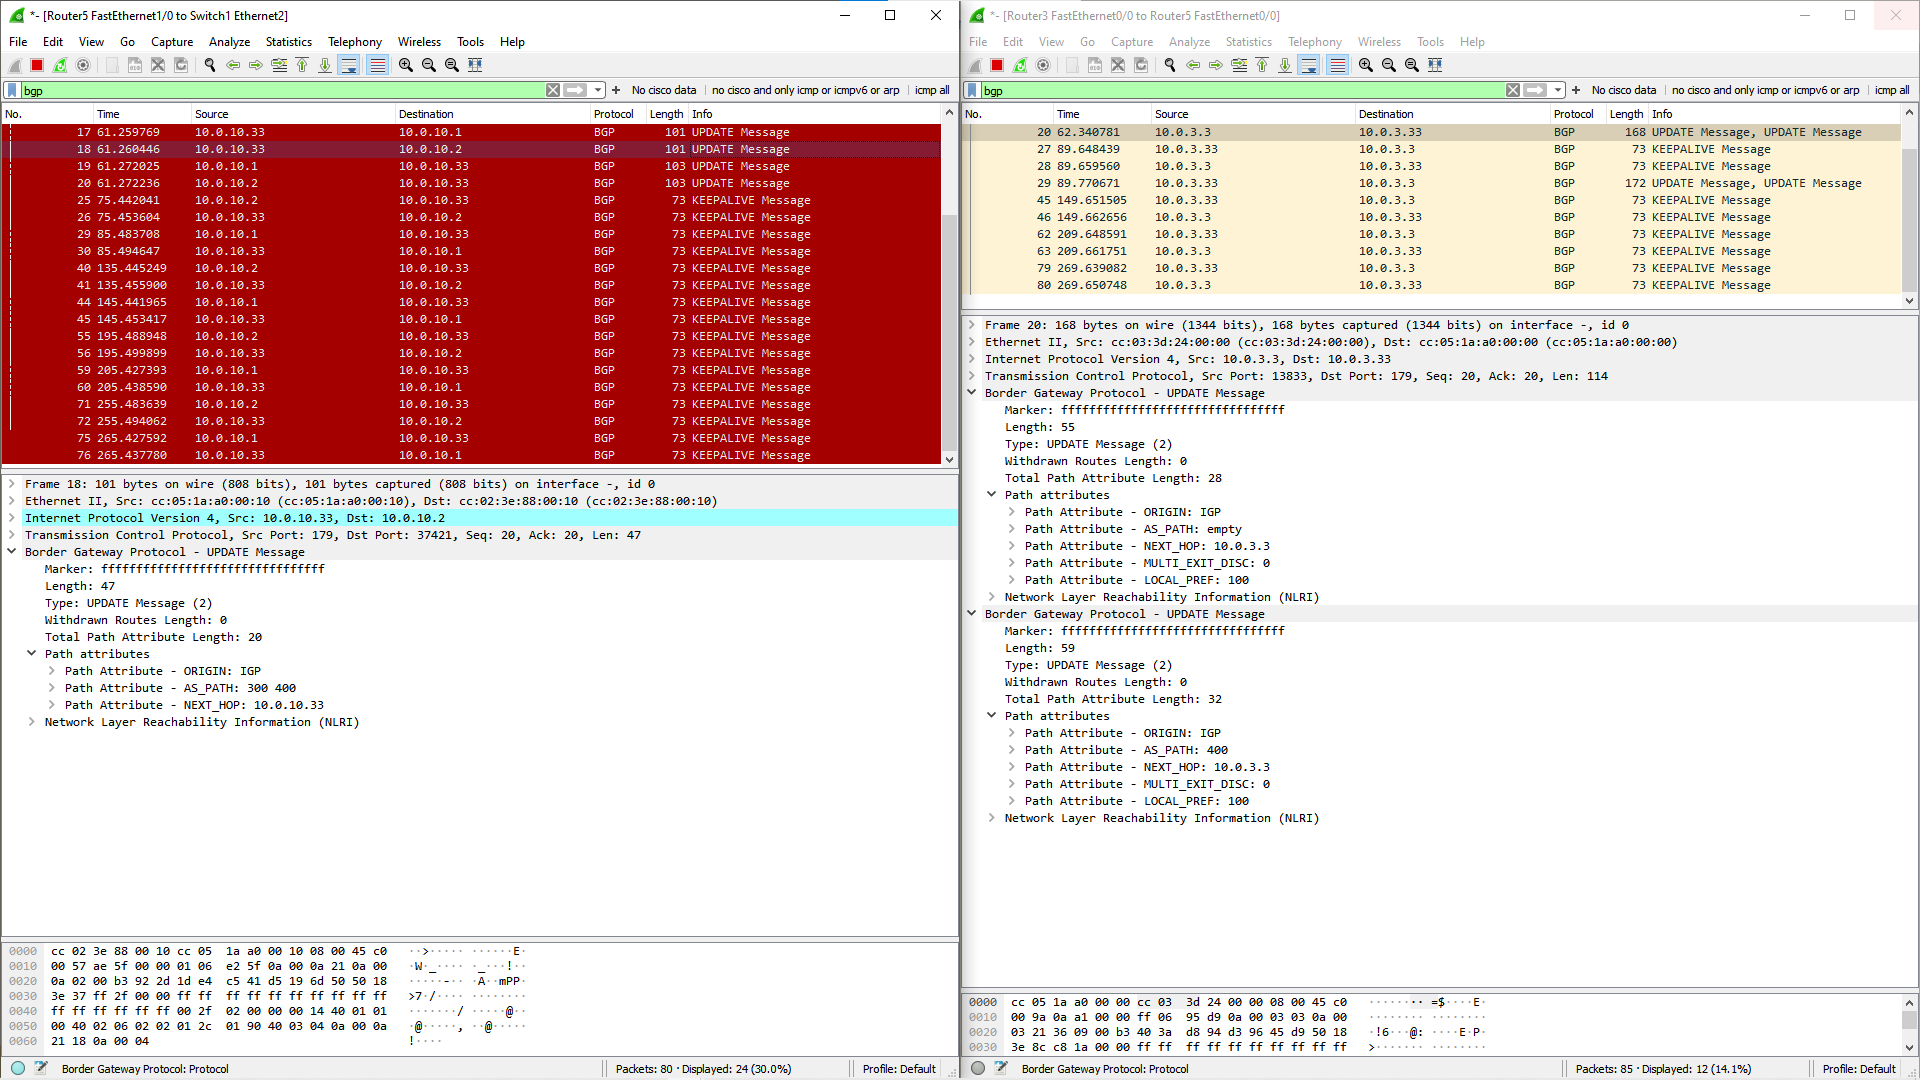 *- [Router5 FastEthernet1/0 to Switch1 Ethernet2]
File Edit View Go Capture Analyze Statistics Telephony Wireless Tools Help
bgp
No cisco data | no cisco and only icmp or icmpv6 or arp | icmp all
No. Time Source Destination Protocol Length Info
17 61.259769 10.0.10.33 10.0.10.1 BGP 101 UPDATE Message
18 61.260446 10.0.10.33 10.0.10.2 BGP 101 UPDATE Message
19 61.272025 10.0.10.1 10.0.10.33 BGP 103 UPDATE Message
20 61.272236 10.0.10.2 10.0.10.33 BGP 103 UPDATE Message
25 75.442041 10.0.10.2 10.0.10.33 BGP 73 KEEPALIVE Message
26 75.453604 10.0.10.33 10.0.10.2 BGP 73 KEEPALIVE Message
29 85.483708 10.0.10.1 10.0.10.33 BGP 73 KEEPALIVE Message
30 85.494647 10.0.10.33 10.0.10.1 BGP 73 KEEPALIVE Message
40 135.445249 10.0.10.2 10.0.10.33 BGP 73 KEEPALIVE Message
41 135.455900 10.0.10.33 10.0.10.2 BGP 73 KEEPALIVE Message
44 145.441965 10.0.10.1 10.0.10.33 BGP 73 KEEPALIVE Message
45 145.453417 10.0.10.33 10.0.10.1 BGP 73 KEEPALIVE Message
55 195.488948 10.0.10.2 10.0.10.33 BGP 73 KEEPALIVE Message
56 195.499899 10.0.10.33 10.0.10.2 BGP 73 KEEPALIVE Message
59 205.427393 10.0.10.1 10.0.10.33 BGP 73 KEEPALIVE Message
60 205.438590 10.0.10.33 10.0.10.1 BGP 73 KEEPALIVE Message
71 255.483639 10.0.10.2 10.0.10.33 BGP 73 KEEPALIVE Message
72 255.494062 10.0.10.33 10.0.10.2 BGP 73 KEEPALIVE Message
75 265.427592 10.0.10.1 10.0.10.33 BGP 73 KEEPALIVE Message
76 265.437780 10.0.10.33 10.0.10.1 BGP 73 KEEPALIVE Message
Frame 18: 101 bytes on wire (808 bits), 101 bytes captured (808 bits) on interface -, id 0
Ethernet II, Src: cc:05:1a:a0:00:10 (cc:05:1a:a0:00:10), Dst: cc:02:3e:88:00:10 (cc:02:3e:88:00:10)
Internet Protocol Version 4, Src: 10.0.10.33, Dst: 10.0.10.2
Transmission Control Protocol, Src Port: 179, Dst Port: 37421, Seq: 20, Ack: 20, Len: 47
Border Gateway Protocol - UPDATE Message
Marker: ffffffffffffffffffffffffffffffff
Length: 47
Type: UPDATE Message (2)
Withdrawn Routes Length: 0
Total Path Attribute Length: 20
Path attributes
Path Attribute - ORIGIN: IGP
Path Attribute - AS_PATH: 300 400
Path Attribute - NEXT_HOP: 10.0.10.33
Network Layer Reachability Information (NLRI)
0000 cc 02 3e 88 00 10 cc 05 1a a0 00 10 08 00 45 c0 ··>····· ······E·
0010 00 57 ae 5f 00 00 01 06 e2 5f 0a 00 0a 21 0a 00 ·W·_···· ·_···!··
0020 0a 02 00 b3 92 2d 1d e4 c5 41 d5 19 6d 50 50 18 ·····-·· ·A··mPP·
0030 3e 37 ff 2f 00 00 ff ff ff ff ff ff ff ff ff ff >7·/···· ········
0040 ff ff ff ff ff ff 00 2f 02 00 00 00 14 40 01 01 ·······/ ·····@··
0050 00 40 02 06 02 02 01 2c 01 90 40 03 04 0a 00 0a ·@·····, ··@·····
0060 21 18 0a 00 04 !····
Border Gateway Protocol: Protocol Packets: 80 · Displayed: 24 (30.0%) Profile: Default
*- [Router3 FastEthernet0/0 to Router5 FastEthernet0/0]
File Edit View Go Capture Analyze Statistics Telephony Wireless Tools Help
bgp
No cisco data | no cisco and only icmp or icmpv6 or arp | icmp all
No. Time Source Destination Protocol Length Info
20 62.340781 10.0.3.3 10.0.3.33 BGP 168 UPDATE Message, UPDATE Message
27 89.648439 10.0.3.33 10.0.3.3 BGP 73 KEEPALIVE Message
28 89.659560 10.0.3.3 10.0.3.33 BGP 73 KEEPALIVE Message
29 89.770671 10.0.3.33 10.0.3.3 BGP 172 UPDATE Message, UPDATE Message
45 149.651505 10.0.3.33 10.0.3.3 BGP 73 KEEPALIVE Message
46 149.662656 10.0.3.3 10.0.3.33 BGP 73 KEEPALIVE Message
62 209.648591 10.0.3.33 10.0.3.3 BGP 73 KEEPALIVE Message
63 209.661751 10.0.3.3 10.0.3.33 BGP 73 KEEPALIVE Message
79 269.639082 10.0.3.33 10.0.3.3 BGP 73 KEEPALIVE Message
80 269.650748 10.0.3.3 10.0.3.33 BGP 73 KEEPALIVE Message
Frame 20: 168 bytes on wire (1344 bits), 168 bytes captured (1344 bits) on interface -, id 0
Ethernet II, Src: cc:03:3d:24:00:00 (cc:03:3d:24:00:00), Dst: cc:05:1a:a0:00:00 (cc:05:1a:a0:00:00)
Internet Protocol Version 4, Src: 10.0.3.3, Dst: 10.0.3.33
Transmission Control Protocol, Src Port: 13833, Dst Port: 179, Seq: 20, Ack: 20, Len: 114
Border Gateway Protocol - UPDATE Message
Marker: ffffffffffffffffffffffffffffffff
Length: 55
Type: UPDATE Message (2)
Withdrawn Routes Length: 0
Total Path Attribute Length: 28
Path attributes
Path Attribute - ORIGIN: IGP
Path Attribute - AS_PATH: empty
Path Attribute - NEXT_HOP: 10.0.3.3
Path Attribute - MULTI_EXIT_DISC: 0
Path Attribute - LOCAL_PREF: 100
Network Layer Reachability Information (NLRI)
Border Gateway Protocol - UPDATE Message
Marker: ffffffffffffffffffffffffffffffff
Length: 59
Type: UPDATE Message (2)
Withdrawn Routes Length: 0
Total Path Attribute Length: 32
Path attributes
Path Attribute - ORIGIN: IGP
Path Attribute - AS_PATH: 400
Path Attribute - NEXT_HOP: 10.0.3.3
Path Attribute - MULTI_EXIT_DISC: 0
Path Attribute - LOCAL_PREF: 100
Network Layer Reachability Information (NLRI)
0000 cc 05 1a a0 00 00 cc 03 3d 24 00 00 08 00 45 c0 ········ =$····E·
0010 00 9a 0a a1 00 00 ff 06 95 d9 0a 00 03 03 0a 00 ········ ········
0020 03 21 36 09 00 b3 40 3a d8 94 d3 96 45 d9 50 18 ·!6···@: ····E·P·
0030 3e 8c c8 1a 00 00 ff ff ff ff ff ff ff ff ff ff >······· ········
Border Gateway Protocol: Protocol Packets: 85 · Displayed: 12 (14.1%) Profile: Default